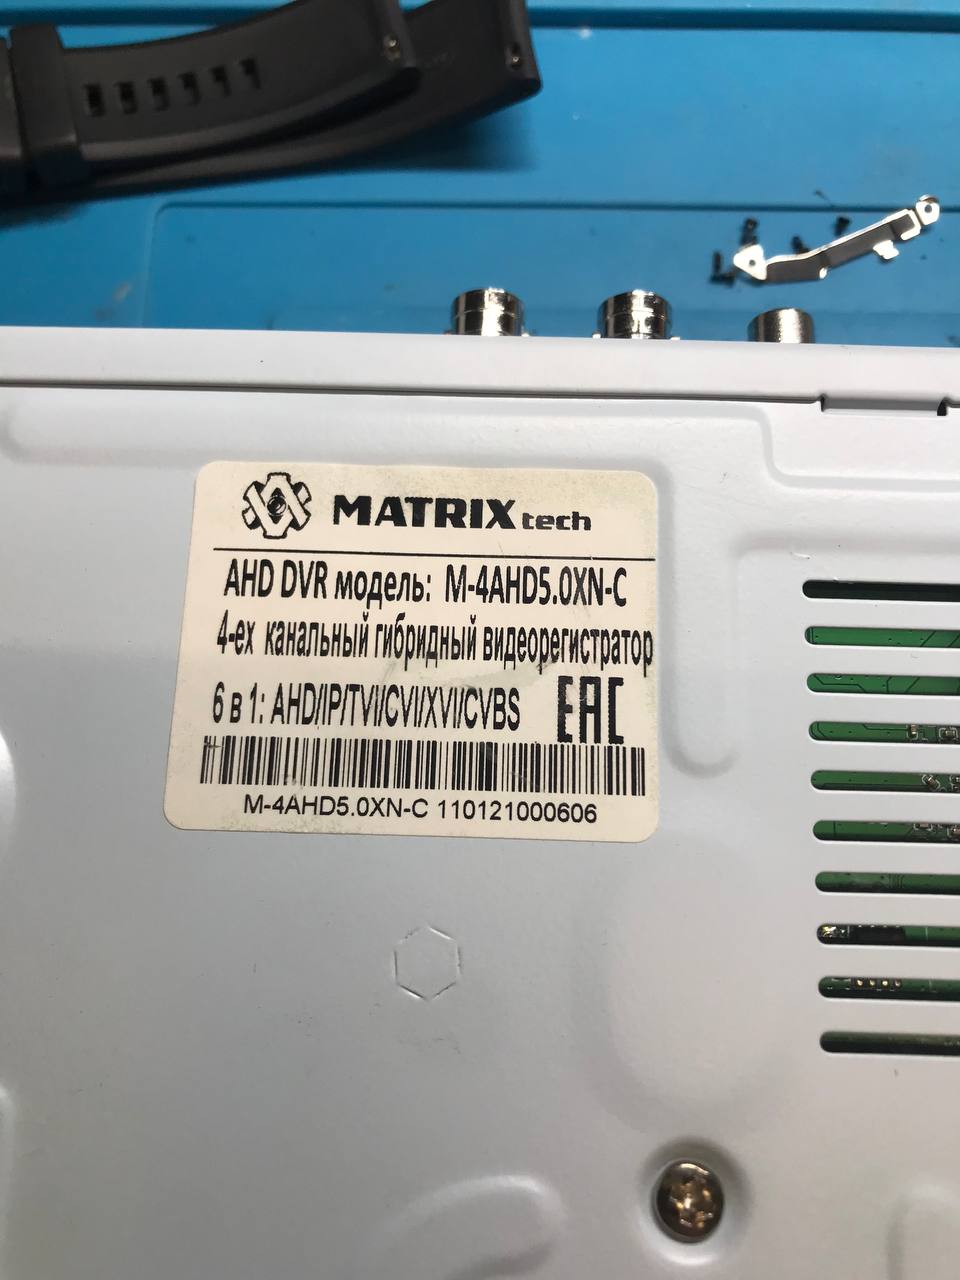 MATRIX tech
AHD DVR модель: M-4AHD5.0XN-C
4-ех канальный гибридный видеорегистратор
6 в 1: AHD/IP/TVI/CVI/XVI/CVBS EAC
M-4AHD5.0XN-C 110121000606